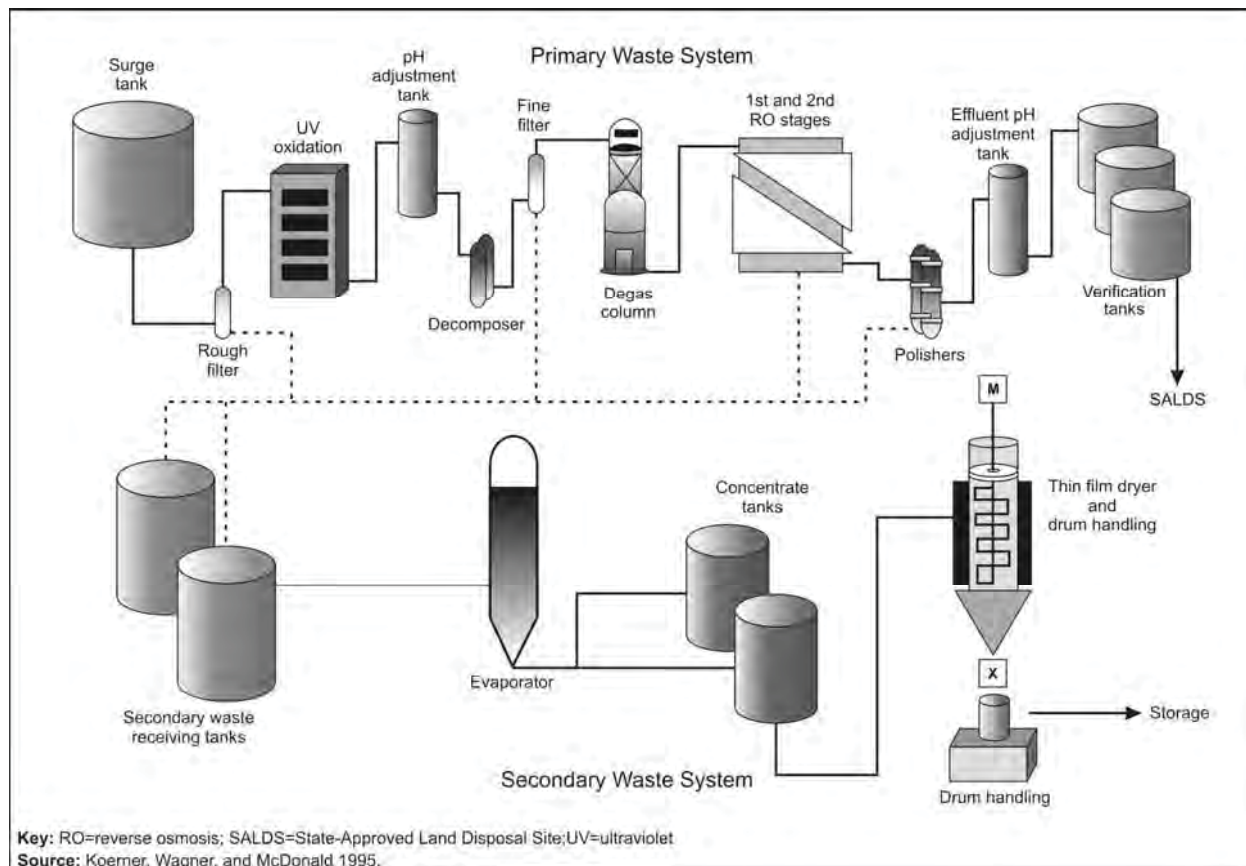 Primary Waste System
Surge
tank
UV
oxidation
pH
adjustment
tank
Fine
filter
1st and 2nd
RO stages
Effluent pH
adjustment
tank
Rough
filter
Decomposer
Degas
column
Polishers
Verification
tanks
SALDS
M
Thin film dryer
and
drum handling
Concentrate
tanks
Evaporator
Secondary waste
receiving tanks
X
Storage
Drum handling
Secondary Waste System
Key: RO=reverse osmosis; SALDS=State-Approved Land Disposal Site;UV=ultraviolet
Source: Koerner, Wagner, and McDonald 1995.